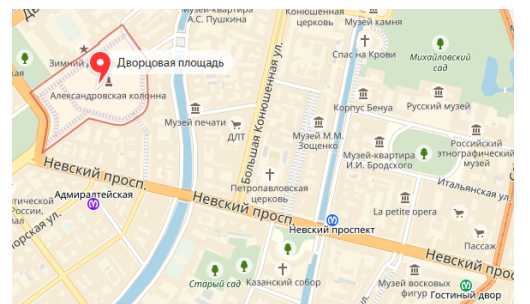 Музей-квартира
А.С. Пушкина
Конюшенная
церковь
Музей камня
Зимний
Дворцовая площадь
Спас на Крови
Михайловский
сад
Александровская колонна
Музей печати
ДЛТ
Большая Конюшенная ул.
Музей М.М.
Зощенко
Корпус Бенуа
Русский музей
Российский
этнографический
музей
Музей-квартира
И.И. Бродского
Невский просп.
Адмиралтейская
Петропавловская
церковь
Итальянская ул.
La petite opera
Невский просп.
Невский проспект
Пассаж
Невский
Старый сад
Казанский собор
Музей восковых
фигур
Гостиный двор